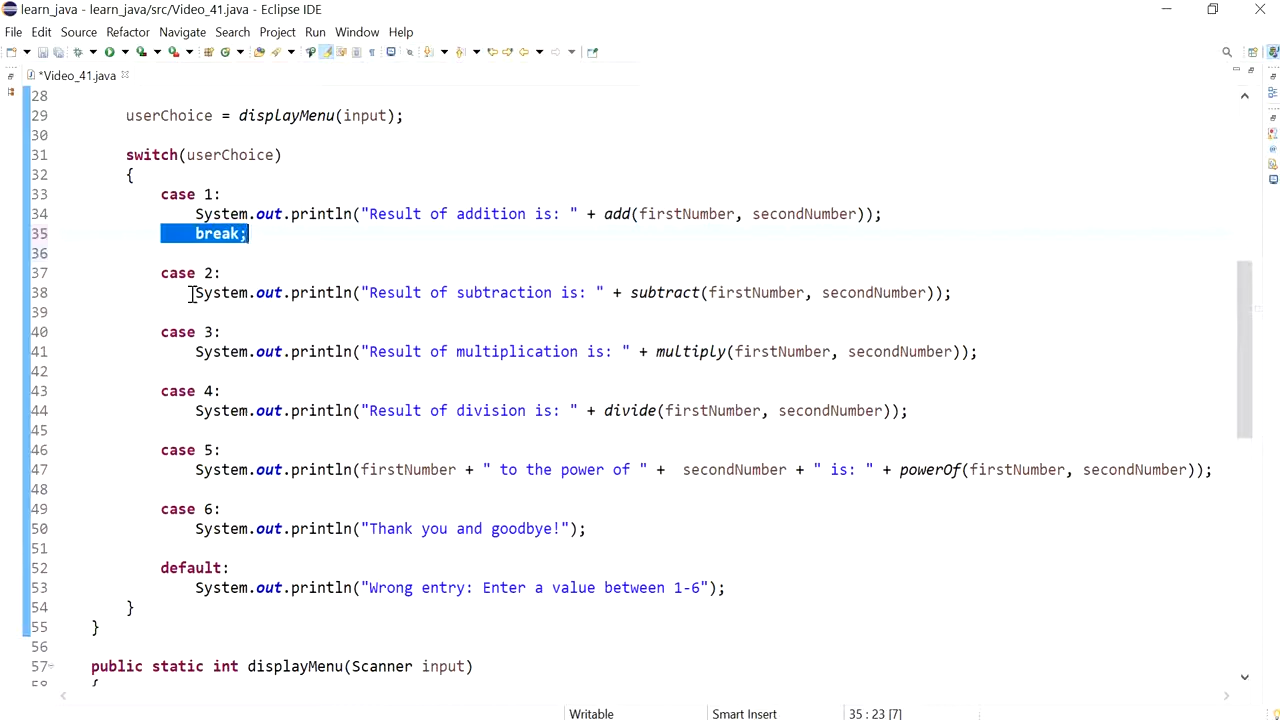 learn_java - learn_java/src/Video_41.java - Eclipse IDE
File Edit Source Refactor Navigate Search Project Run Window Help
*Video_41.java
28
29 userChoice = displayMenu(input);
30
31 switch(userChoice)
32 {
33 case 1:
34 System.out.println("Result of addition is: " + add(firstNumber, secondNumber));
35 break;
36
37 case 2:
38 System.out.println("Result of subtraction is: " + subtract(firstNumber, secondNumber));
39
40 case 3:
41 System.out.println("Result of multiplication is: " + multiply(firstNumber, secondNumber));
42
43 case 4:
44 System.out.println("Result of division is: " + divide(firstNumber, secondNumber));
45
46 case 5:
47 System.out.println(firstNumber + " to the power of " +  secondNumber + " is: " + powerOf(firstNumber, secondNumber));
48
49 case 6:
50 System.out.println("Thank you and goodbye!");
51
52 default:
53 System.out.println("Wrong entry: Enter a value between 1-6");
54 }
55 }
56
57 public static int displayMenu(Scanner input)
{
Writable Smart Insert 35 : 23 [7]